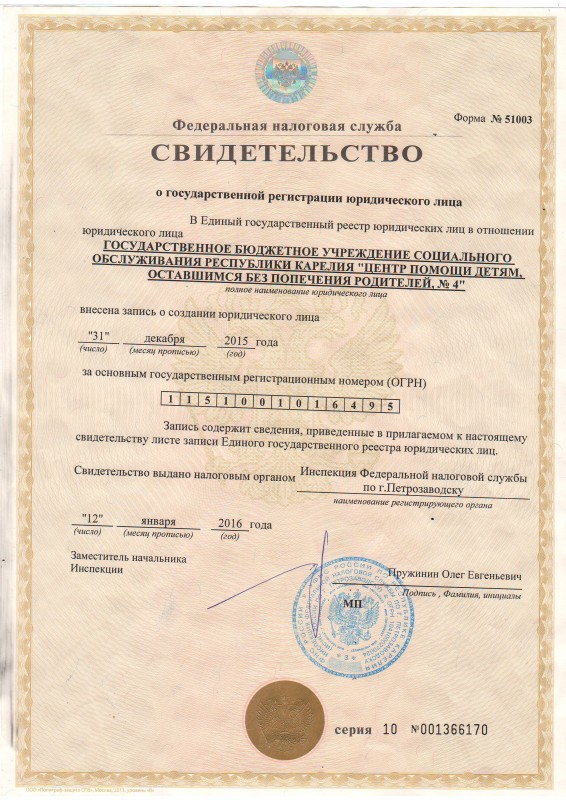 Форма № 51003
Федеральная налоговая служба
СВИДЕТЕЛЬСТВО
о государственной регистрации юридического лица
В Единый государственный реестр юридических лиц в отношении
юридического лица
ГОСУДАРСТВЕННОЕ БЮДЖЕТНОЕ УЧРЕЖДЕНИЕ СОЦИАЛЬНОГО
ОБСЛУЖИВАНИЯ РЕСПУБЛИКИ КАРЕЛИЯ "ЦЕНТР ПОМОЩИ ДЕТЯМ,
ОСТАВШИМСЯ БЕЗ ПОПЕЧЕНИЯ РОДИТЕЛЕЙ, № 4"
полное наименование юридического лица
внесена запись о создании юридического лица
"31" декабря 2015 года
(число) (месяц прописью) (год)
за основным государственным регистрационным номером (ОГРН)
1 1 5 1 0 0 1 0 1 6 4 9 5
Запись содержит сведения, приведенные в прилагаемом к настоящему
свидетельству листе записи Единого государственного реестра юридических лиц.
Свидетельство выдано налоговым органом Инспекция Федеральной налоговой службы
по г.Петрозаводску
наименование регистрирующего органа
"12" января 2016 года
(число) (месяц прописью) (год)
Заместитель начальника
Инспекции
Пружинин Олег Евгеньевич
Подпись , Фамилия, инициалы
МП
серия 10 №001366170